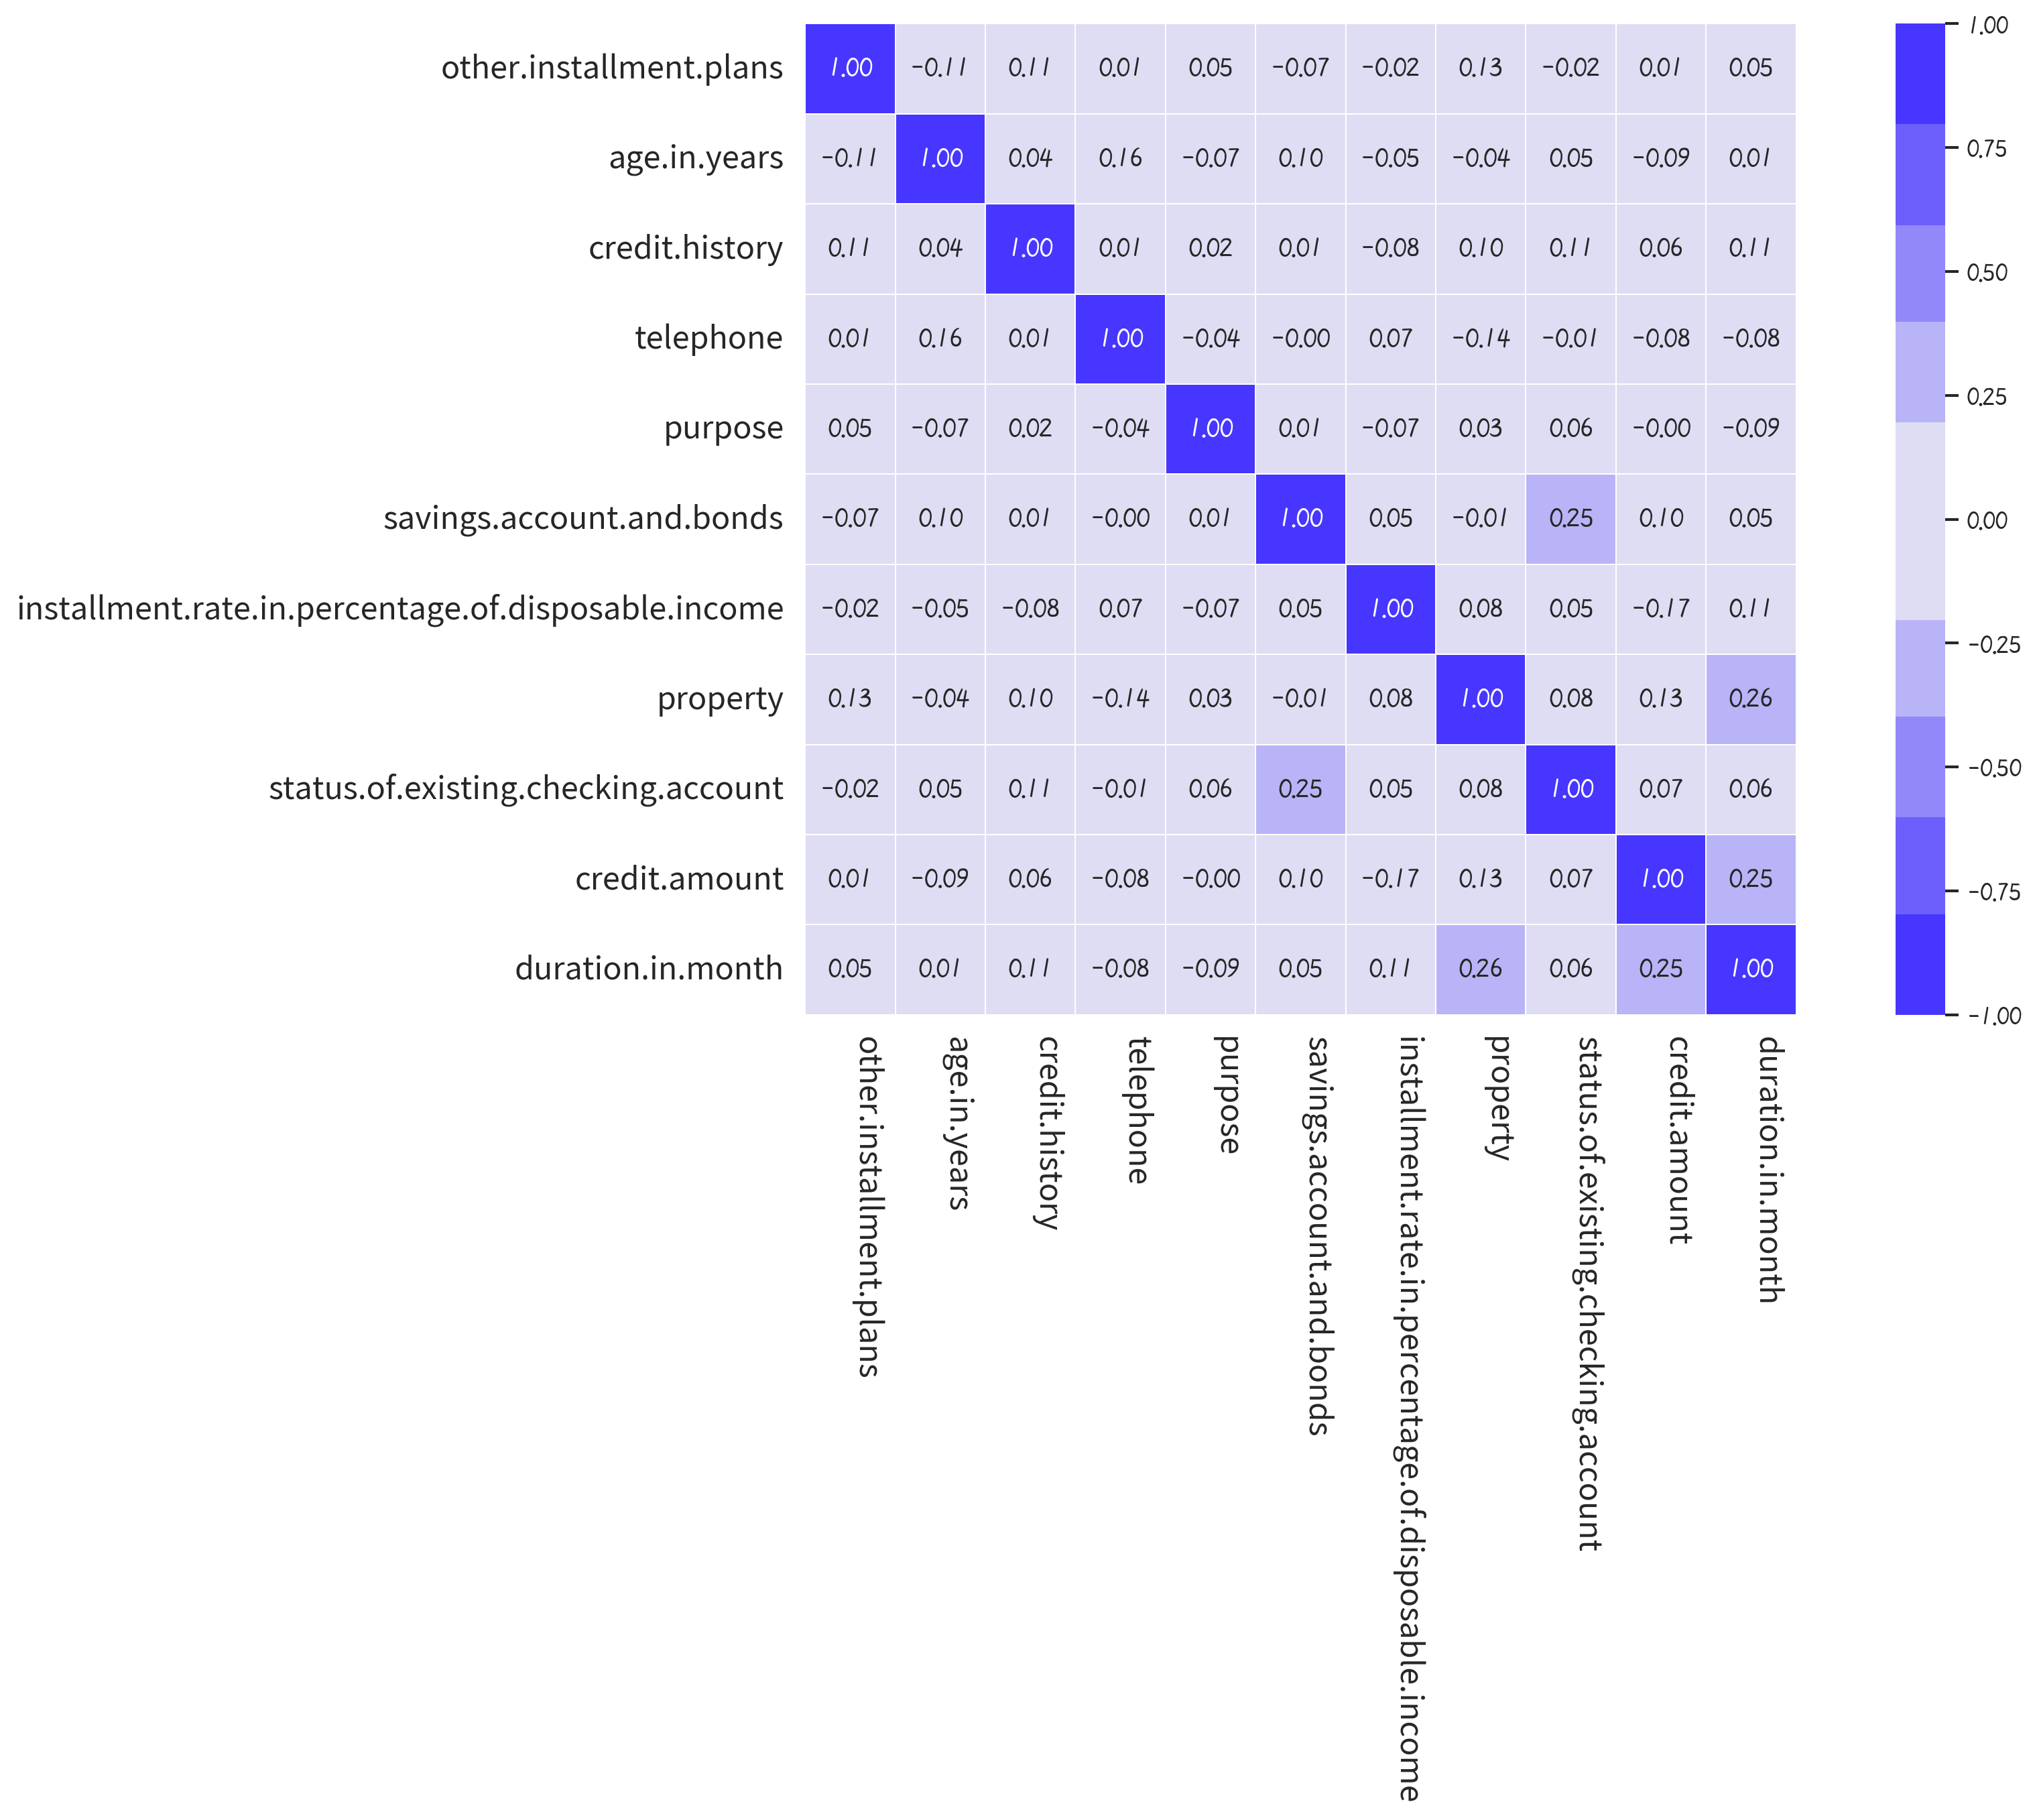 other.installment.plans 1.00 -0.11 0.11 0.01 0.05 -0.07 -0.02 0.13 -0.02 0.01 0.05
age.in.years -0.11 1.00 0.04 0.16 -0.07 0.10 -0.05 -0.04 0.05 -0.09 0.01
credit.history 0.11 0.04 1.00 0.01 0.02 0.01 -0.08 0.10 0.11 0.06 0.11
telephone 0.01 0.16 0.01 1.00 -0.04 -0.00 0.07 -0.14 -0.01 -0.08 -0.08
purpose 0.05 -0.07 0.02 -0.04 1.00 0.01 -0.07 0.03 0.06 -0.00 -0.09
savings.account.and.bonds -0.07 0.10 0.01 -0.00 0.01 1.00 0.05 -0.01 0.25 0.10 0.05
installment.rate.in.percentage.of.disposable.income -0.02 -0.05 -0.08 0.07 -0.07 0.05 1.00 0.08 0.05 -0.17 0.11
property 0.13 -0.04 0.10 -0.14 0.03 -0.01 0.08 1.00 0.08 0.13 0.26
status.of.existing.checking.account -0.02 0.05 0.11 -0.01 0.06 0.25 0.05 0.08 1.00 0.07 0.06
credit.amount 0.01 -0.09 0.06 -0.08 -0.00 0.10 -0.17 0.13 0.07 1.00 0.25
duration.in.month 0.05 0.01 0.11 -0.08 -0.09 0.05 0.11 0.26 0.06 0.25 1.00
other.installment.plans
age.in.years
credit.history
telephone
purpose
savings.account.and.bonds
installment.rate.in.percentage.of.disposable.income
property
status.of.existing.checking.account
credit.amount
duration.in.month
1.00
0.75
0.50
0.25
0.00
-0.25
-0.50
-0.75
-1.00